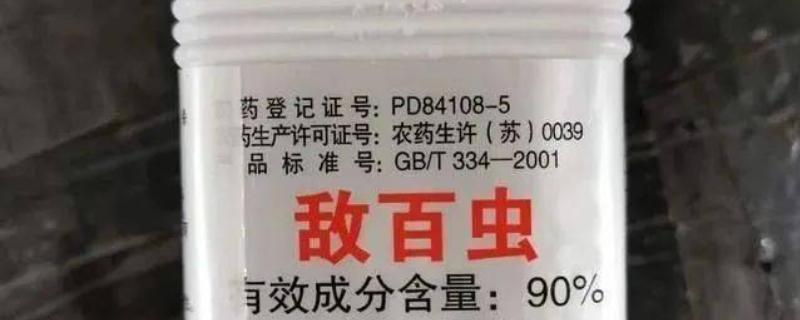 药登记证号：PD84108-5
药生产许可证号：农药生许（苏）0039
品标准号：GB/T 334—2001
敌百虫
有效成分含量：90%